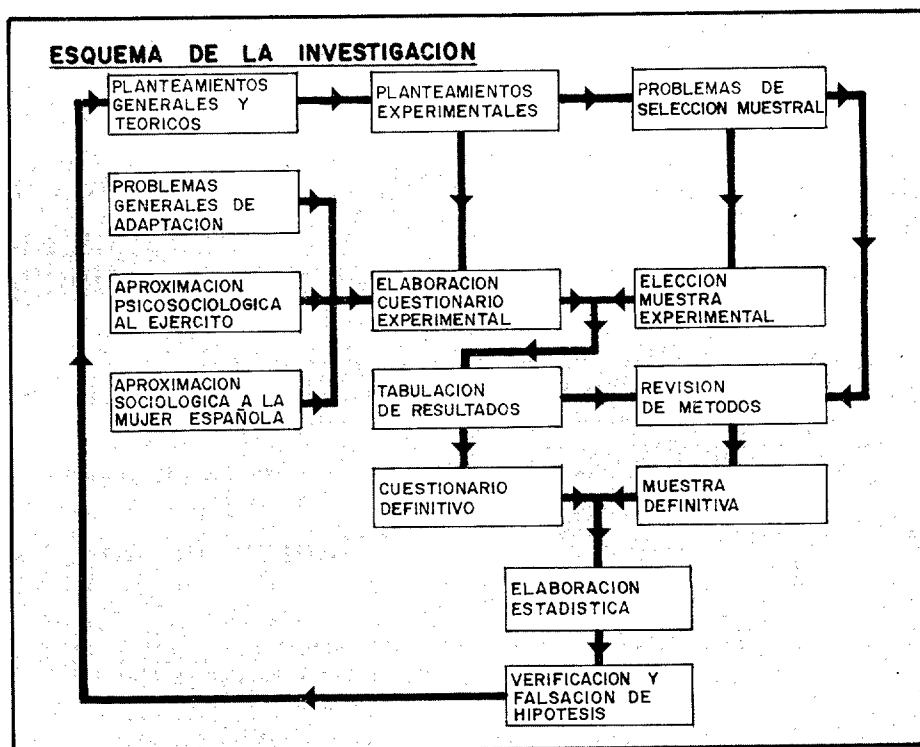 ESQUEMA DE LA INVESTIGACION
PLANTEAMIENTOS
GENERALES Y
TEORICOS
PLANTEAMIENTOS
EXPERIMENTALES
PROBLEMAS DE
SELECCION MUESTRAL
PROBLEMAS
GENERALES DE
ADAPTACION
APROXIMACION
PSICOSOCIOLOGICA
AL EJERCITO
ELABORACION
CUESTIONARIO
EXPERIMENTAL
ELECCION
MUESTRA
EXPERIMENTAL
APROXIMACION
SOCIOLOGICA A LA
MUJER ESPAÑOLA
TABULACION
DE RESULTADOS
REVISION
DE METODOS
CUESTIONARIO
DEFINITIVO
MUESTRA
DEFINITIVA
ELABORACION
ESTADISTICA
VERIFICACION Y
FALSACION DE
HIPOTESIS